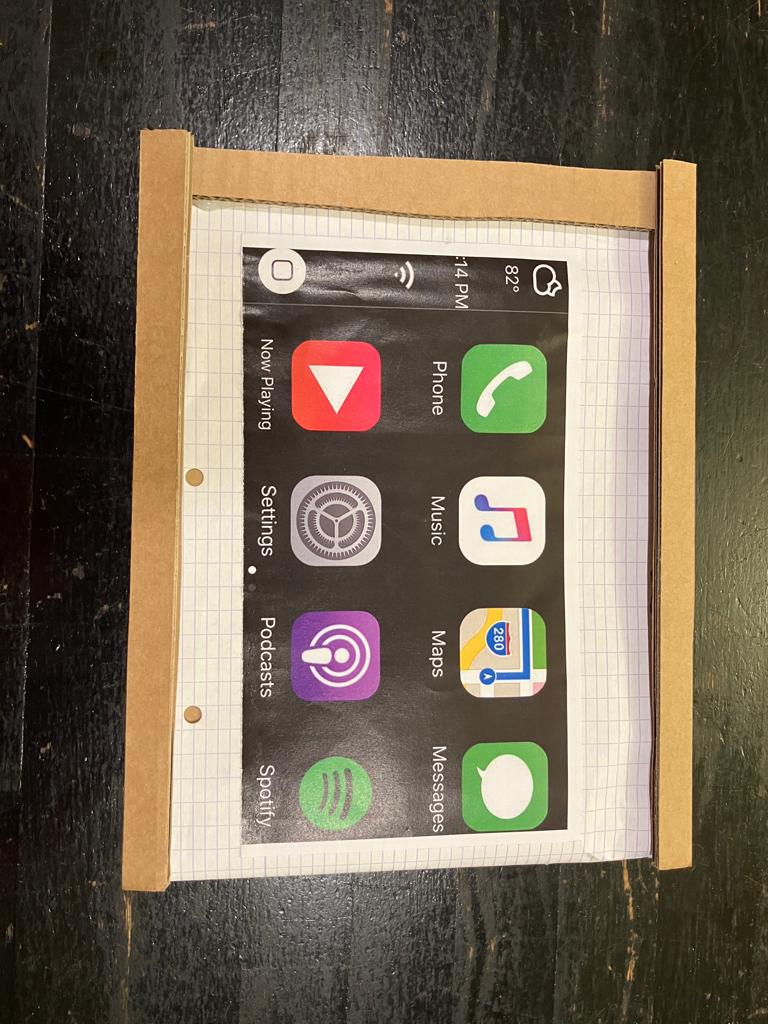 82°
:14 PM
Phone
Music
280
Maps
Messages
Now Playing
Settings
Podcasts
Spotify